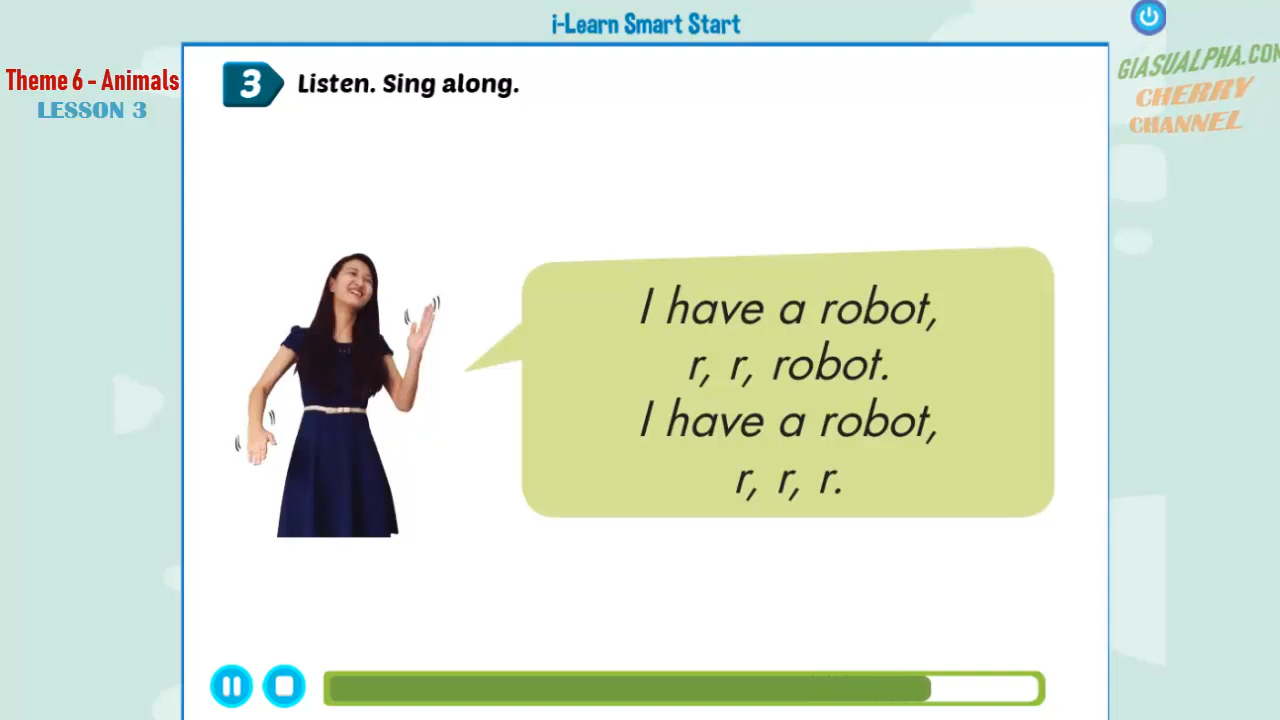 i-Learn Smart Start
Theme 6 - Animals
LESSON 3
3 Listen. Sing along.
GIASUALPHA.COM
CHERRY
CHANNEL
I have a robot,
r, r, robot.
I have a robot,
r, r, r.